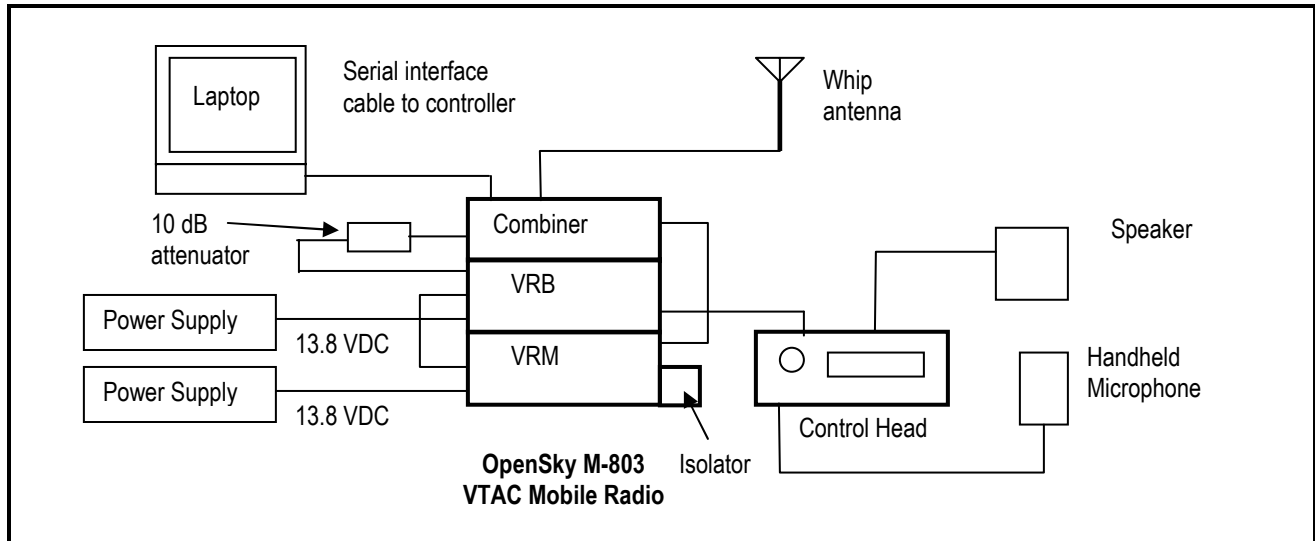 Laptop
Serial interface
cable to controller
Whip
antenna
10 dB
attenuator
Combiner
Speaker
VRB
Power Supply
13.8 VDC
VRM
Handheld
Microphone
Power Supply
13.8 VDC
Control Head
OpenSky M-803
VTAC Mobile Radio
Isolator